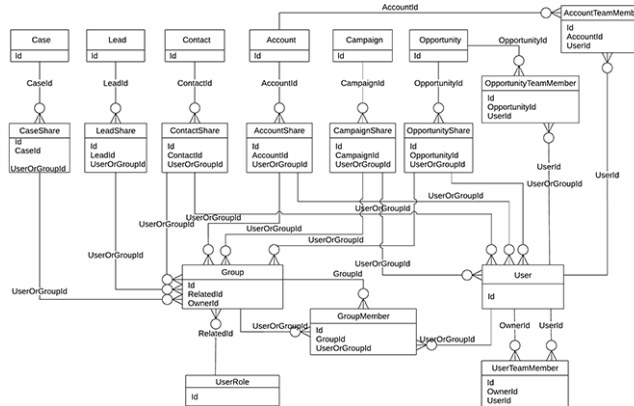 AccountId
AccountTeamMemb
Id
AccountId
UserId
Case
Id
Lead
Id
Contact
Id
Account
Id
Campaign
Id
Opportunity
Id
OpportunityId
CaseId
LeadId
ContactId
AccountId
CampaignId
OpportunityId
OpportunityTeamMember
Id
OpportunityId
UserId
CaseShare
Id
CaseId
UserOrGroupId
LeadShare
Id
LeadId
UserOrGroupId
ContactShare
Id
ContactId
UserOrGroupId
AccountShare
Id
AccountId
UserOrGroupId
CampaignShare
Id
CampaignId
UserOrGroupId
OpportunityShare
Id
OpportunityId
UserOrGroupId
UserId
UserOrGroupId
UserId
UserOrGroupId
UserOrGroupId
UserOrGroupId
UserOrGroupId
UserOrGroupId
UserOrGroupId
UserOrGroupId
UserOrGroupId
UserOrGroupId
Group
Id
RelatedId
OwnerId
GroupId
User
Id
RelatedId
UserOrGroupId
GroupMember
Id
GroupId
UserOrGroupId
UserOrGroupId
OwnerId
UserId
UserRole
Id
UserTeamMember
Id
OwnerId
UserId